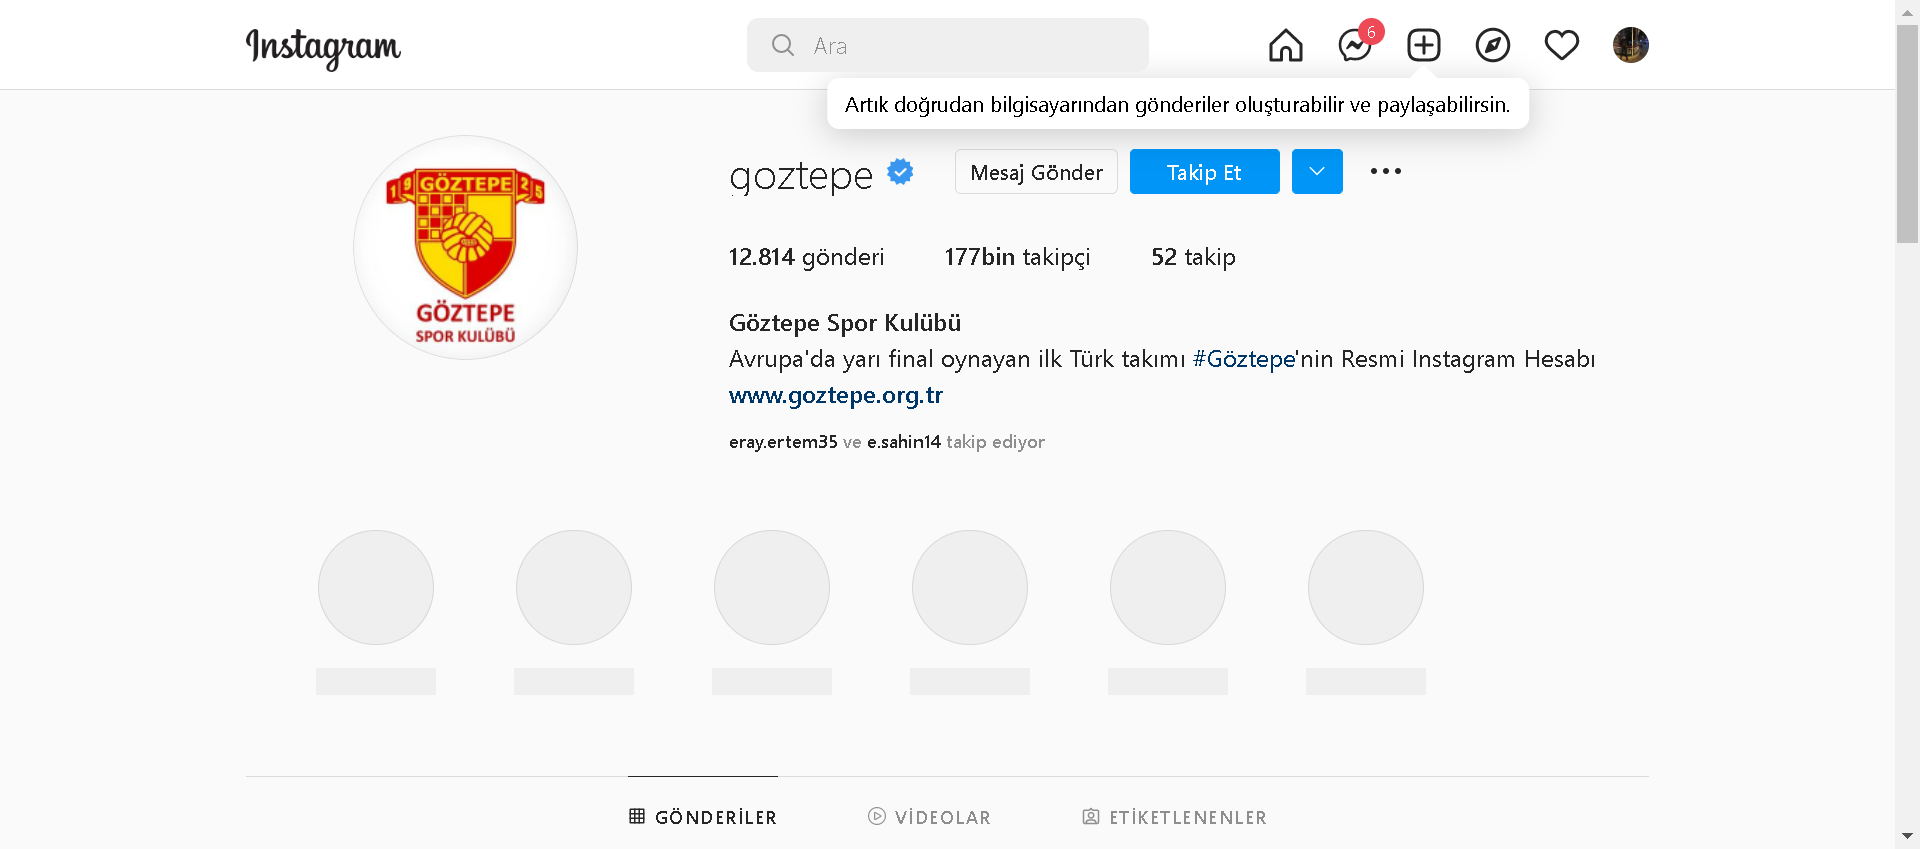 Instagram
Ara
6
Artık doğrudan bilgisayarından gönderiler oluşturabilir ve paylaşabilirsin.
19 GÖZTEPE 25
GÖZTEPE
SPOR KULÜBÜ
goztepe
Mesaj Gönder
Takip Et
12.814 gönderi 177bin takipçi 52 takip
Göztepe Spor Kulübü
Avrupa'da yarı final oynayan ilk Türk takımı #Göztepe'nin Resmi Instagram Hesabı
www.goztepe.org.tr
eray.ertem35 ve e.sahin14 takip ediyor
GÖNDERİLER VİDEOLAR ETİKETLENENLER